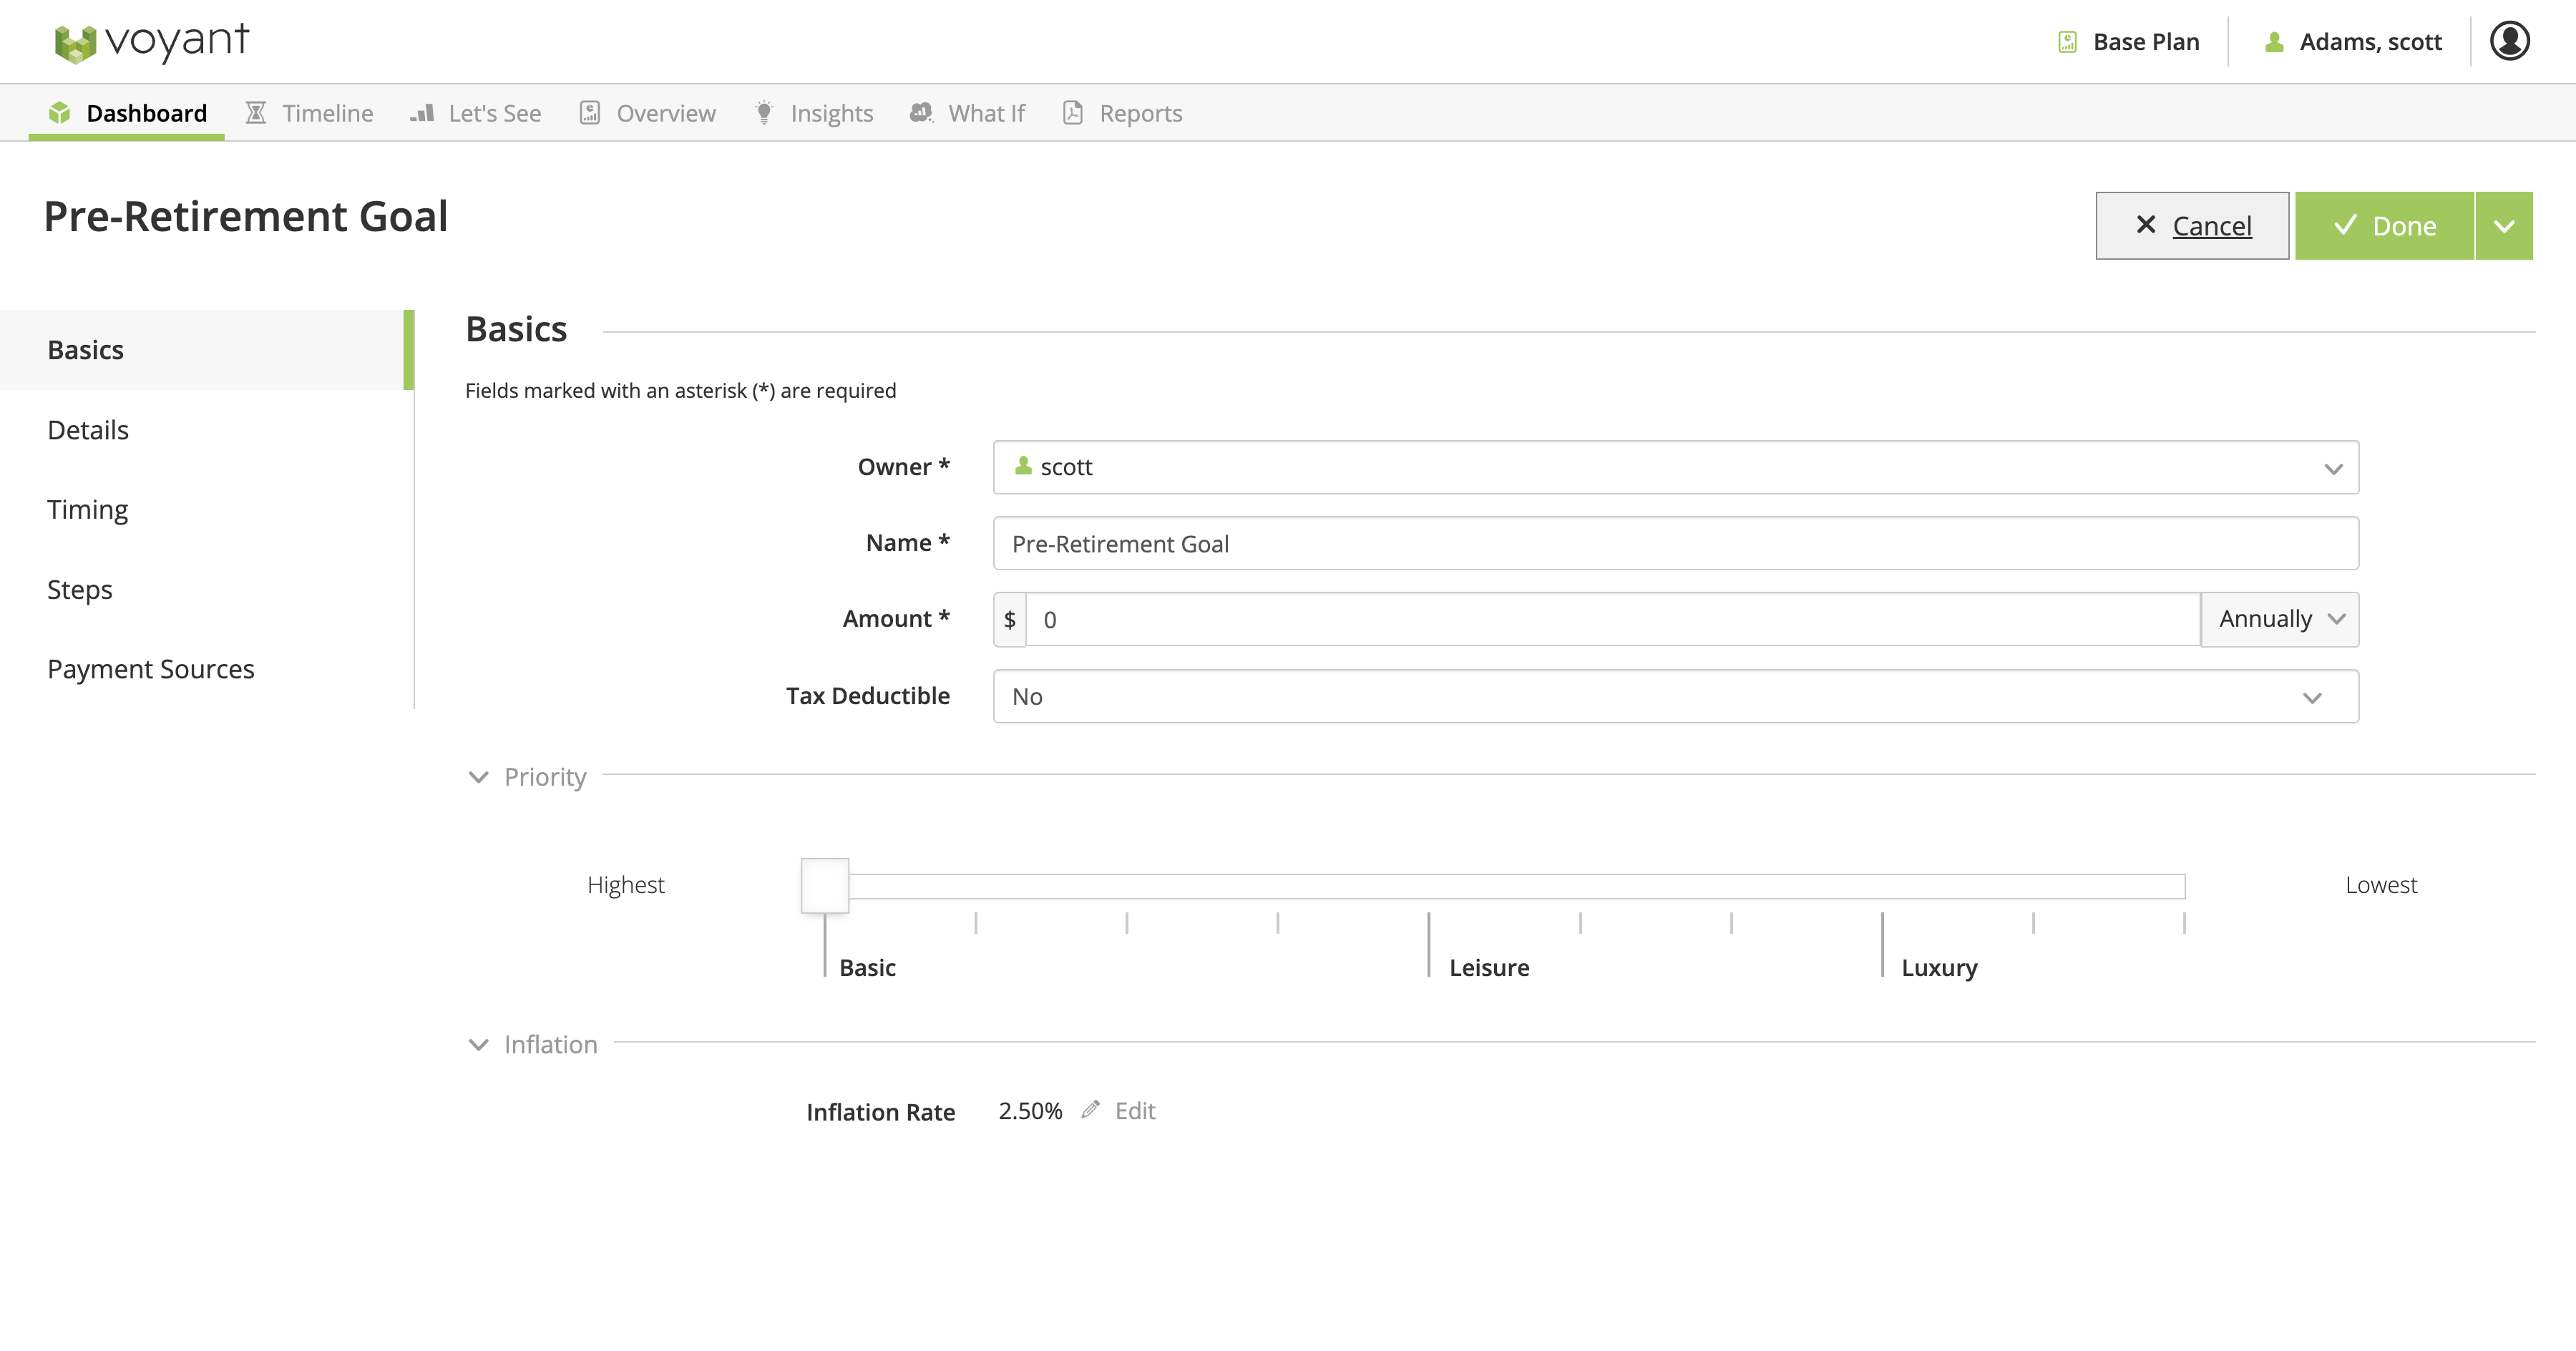 voyant
Base Plan
Adams, scott
Dashboard Timeline Let's See Overview Insights What If Reports
Pre-Retirement Goal
Cancel
Done
Basics
Details
Timing
Steps
Payment Sources
Basics
Fields marked with an asterisk (*) are required
Owner * scott
Name * Pre-Retirement Goal
Amount * $ 0 Annually
Tax Deductible No
Priority
Highest Lowest
Basic Leisure Luxury
Inflation
Inflation Rate 2.50% Edit